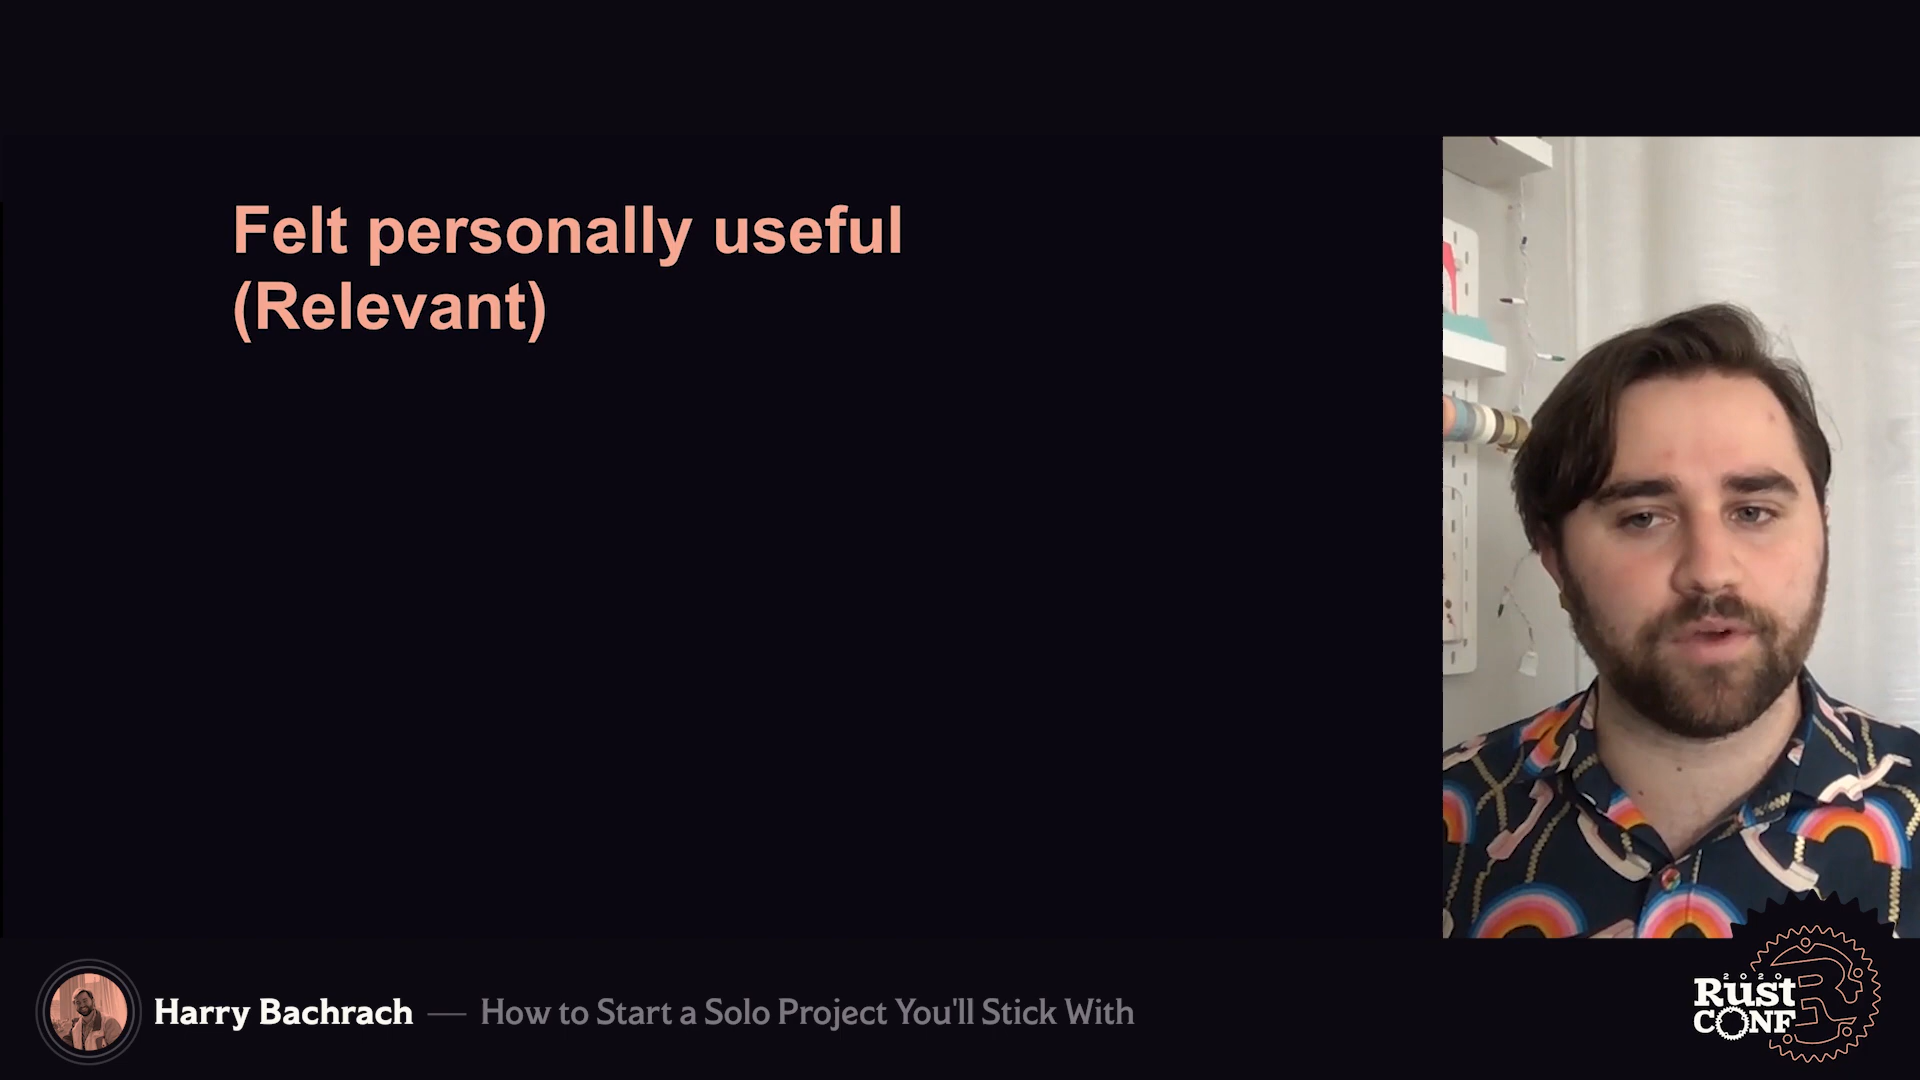 Felt personally useful
(Relevant)
Harry Bachrach — How to Start a Solo Project You'll Stick With
2020
Rust
CONF